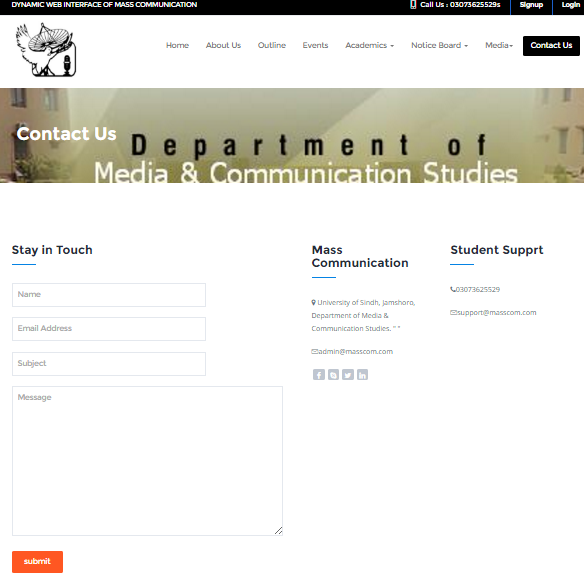 DYNAMIC WEB INTERFACE OF MASS COMMUNICATION
Call Us : 03073625529s
Signup
Login
Home
About Us
Outline
Events
Academics
Notice Board
Media
Contact Us
Contact Us
Department of
Media & Communication Studies
Stay in Touch
Name
Email Address
Subject
Message
submit
Mass
Communication
University of Sindh, Jamshoro,
Department of Media &
Communication Studies. " "
admin@masscom.com
Student Supprt
03073625529
support@masscom.com